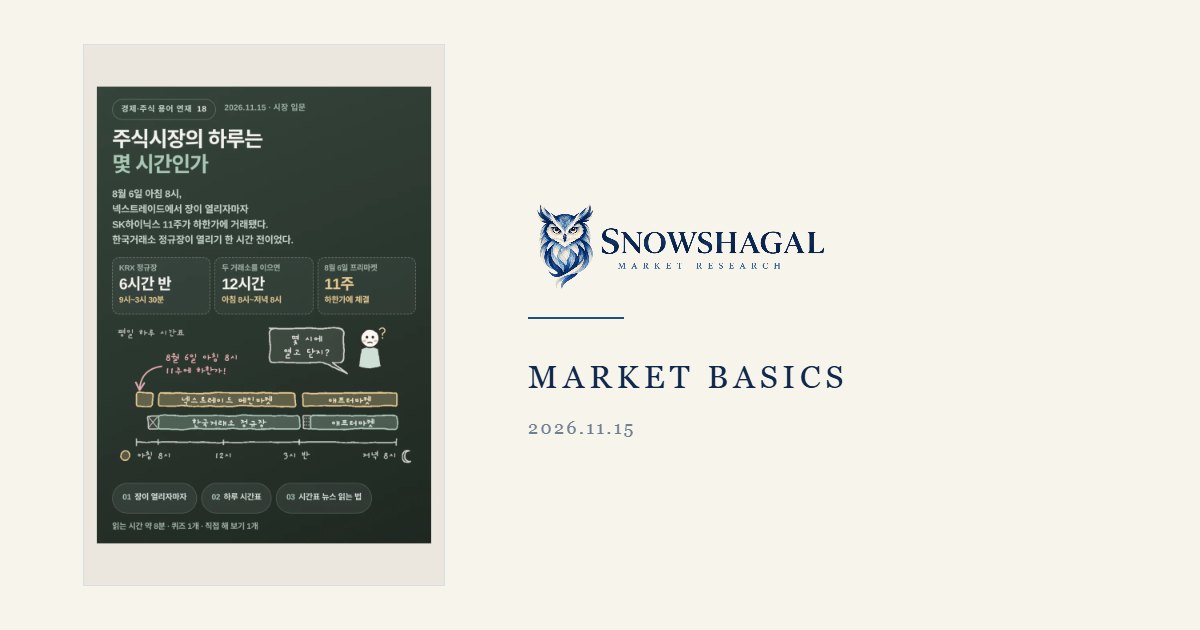 경제·주식 용어 연재 18
2026.11.15 · 시장 입문
주식시장의 하루는
몇 시간인가
8월 6일 아침 8시,
넥스트레이드에서 장이 열리자마자
SK하이닉스 11주가 하한가에 거래됐다.
한국거래소 정규장이 열리기 한 시간 전이었다.
KRX 정규장
6시간 반
9시~3시 30분
두 거래소를 이으면
12시간
아침 8시~저녁 8시
8월 6일 프리마켓
11주
하한가에 체결
평일 하루 시간표
몇 시에
열고 닫지?
?
8월 6일 아침 8시
11주에 하한가!
넥스트레이드 메인마켓
애프터마켓
한국거래소 정규장
애프터마켓
아침 8시
12시
3시 반
저녁 8시
01 장이 열리자마자
02 하루 시간표
03 시간표 뉴스 읽는 법
읽는 시간 약 8분 · 퀴즈 1개 · 직접 해 보기 1개
SNOWSHAGAL
MARKET RESEARCH
MARKET BASICS
2026.11.15